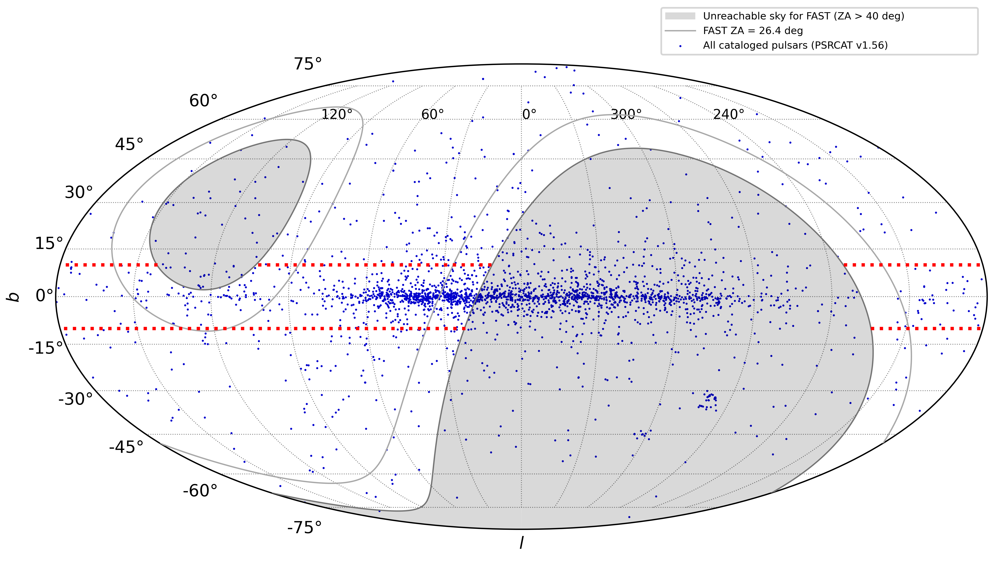 Unreachable sky for FAST (ZA > 40 deg)
FAST ZA = 26.4 deg
All cataloged pulsars (PSRCAT v1.56)
75°
60°
120° 60° 0° 300° 240°
45°
30°
15°
b 0°
-15°
-30°
-45°
-60°
-75°
l